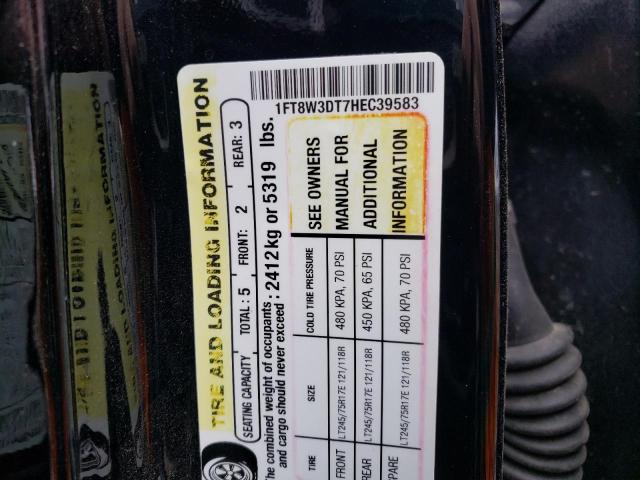 1FT8W3DT7HEC39583
TIRE AND LOADING INFORMATION
SEATING CAPACITY TOTAL: 5 FRONT: 2 REAR: 3
The combined weight of occupants and cargo should never exceed : 2412 kg or 5319 lbs.
TIRE SIZE COLD TIRE PRESSURE
FRONT LT245/75R17E 121/118R 480 KPA, 70 PSI
REAR LT245/75R17E 121/118R 450 KPA, 65 PSI
SPARE LT245/75R17E 121/118R 480 KPA, 70 PSI
SEE OWNERS
MANUAL FOR
ADDITIONAL
INFORMATION